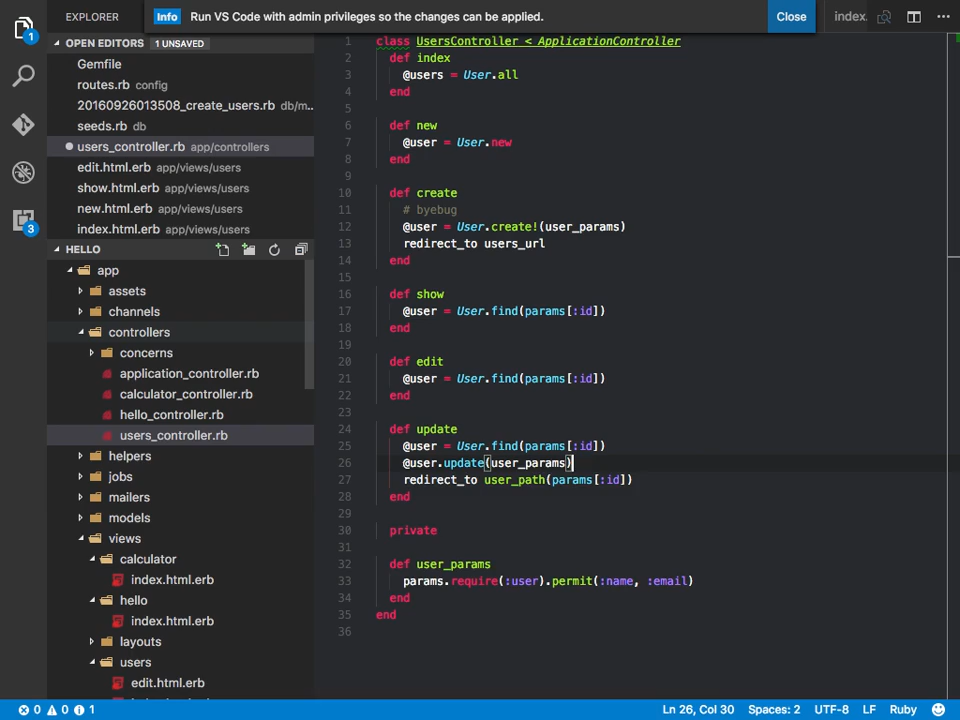 EXPLORER
Info Run VS Code with admin privileges so the changes can be applied. Close
index.
OPEN EDITORS 1 UNSAVED
Gemfile
routes.rb config
20160926013508_create_users.rb db/m...
seeds.rb db
users_controller.rb app/controllers
edit.html.erb app/views/users
show.html.erb app/views/users
new.html.erb app/views/users
index.html.erb app/views/users
HELLO
app
assets
channels
controllers
concerns
application_controller.rb
calculator_controller.rb
hello_controller.rb
users_controller.rb
helpers
jobs
mailers
models
views
calculator
index.html.erb
hello
index.html.erb
layouts
users
edit.html.erb
1
3
1 class UsersController < ApplicationController
2 def index
3 @users = User.all
4 end
5
6 def new
7 @user = User.new
8 end
9
10 def create
11 # byebug
12 @user = User.create!(user_params)
13 redirect_to users_url
14 end
15
16 def show
17 @user = User.find(params[:id])
18 end
19
20 def edit
21 @user = User.find(params[:id])
22 end
23
24 def update
25 @user = User.find(params[:id])
26 @user.update(user_params)
27 redirect_to user_path(params[:id])
28 end
29
30 private
31
32 def user_params
33 params.require(:user).permit(:name, :email)
34 end
35 end
36
0 0 1 Ln 26, Col 30 Spaces: 2 UTF-8 LF Ruby